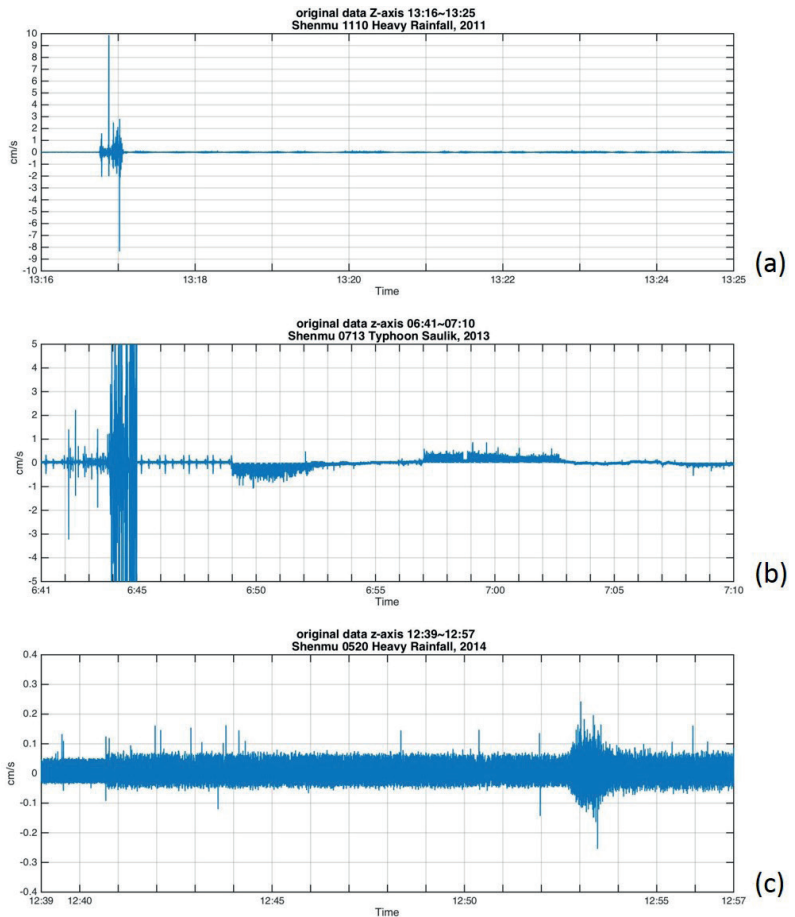 original data Z-axis 13:16~13:25
Shenmu 1110 Heavy Rainfall, 2011
10
9
8
7
6
5
4
3
2
1
0
-1
-2
-3
-4
-5
-6
-7
-8
-9
-10
cm/s
13:16 13:18 13:20 13:22 13:24 13:25
Time
(a)
original data z-axis 06:41~07:10
Shenmu 0713 Typhoon Saulik, 2013
5
4
3
2
1
0
-1
-2
-3
-4
-5
cm/s
6:41 6:45 6:50 6:55 7:00 7:05 7:10
Time
(b)
original data z-axis 12:39~12:57
Shenmu 0520 Heavy Rainfall, 2014
0.4
0.3
0.2
0.1
0
-0.1
-0.2
-0.3
-0.4
cm/s
12:39 12:40 12:45 12:50 12:55 12:57
Time
(c)